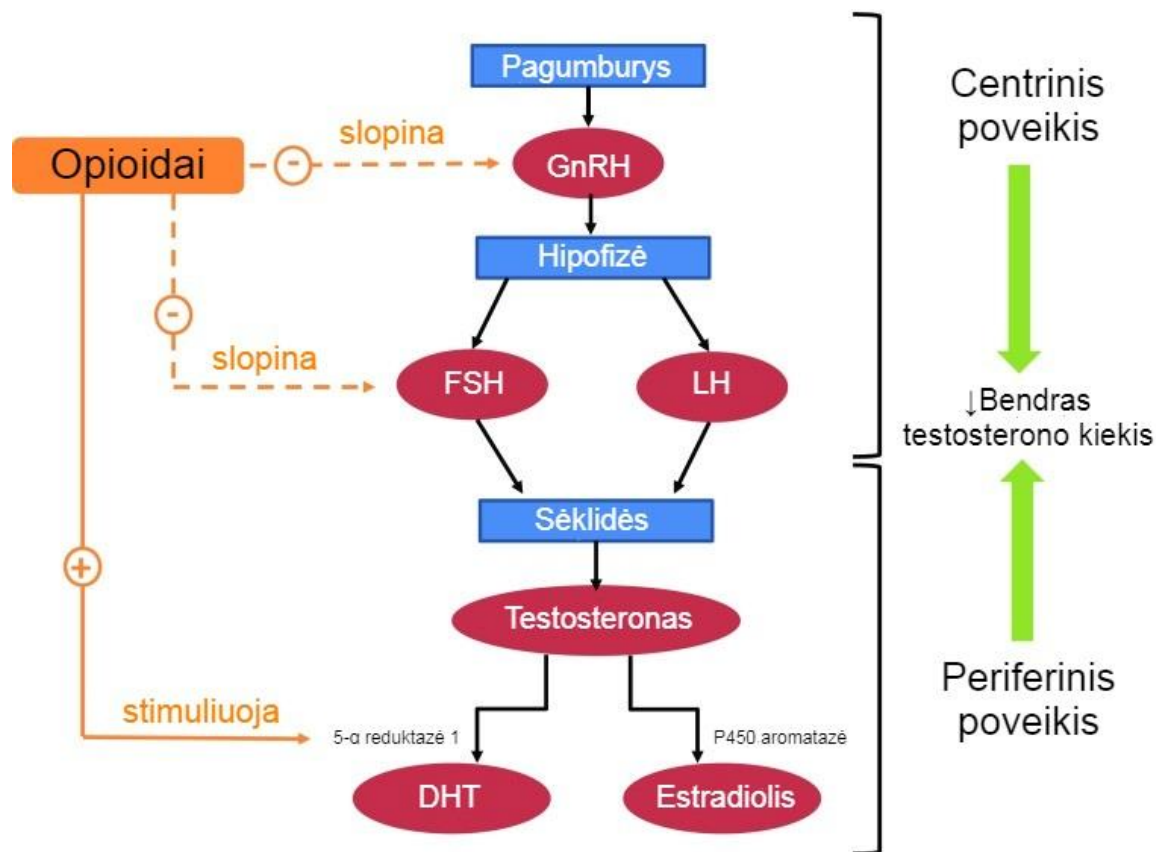 Pagumburys
Centrinis
poveikis
slopina
Opioidai
-
GnRH
Hipofizė
-
slopina
FSH
LH
↓Bendras
testosterono kiekis
Sėklidės
+
Testosteronas
Periferinis
poveikis
stimuliuoja
5-α reduktazė 1
P450 aromatazė
DHT
Estradiolis